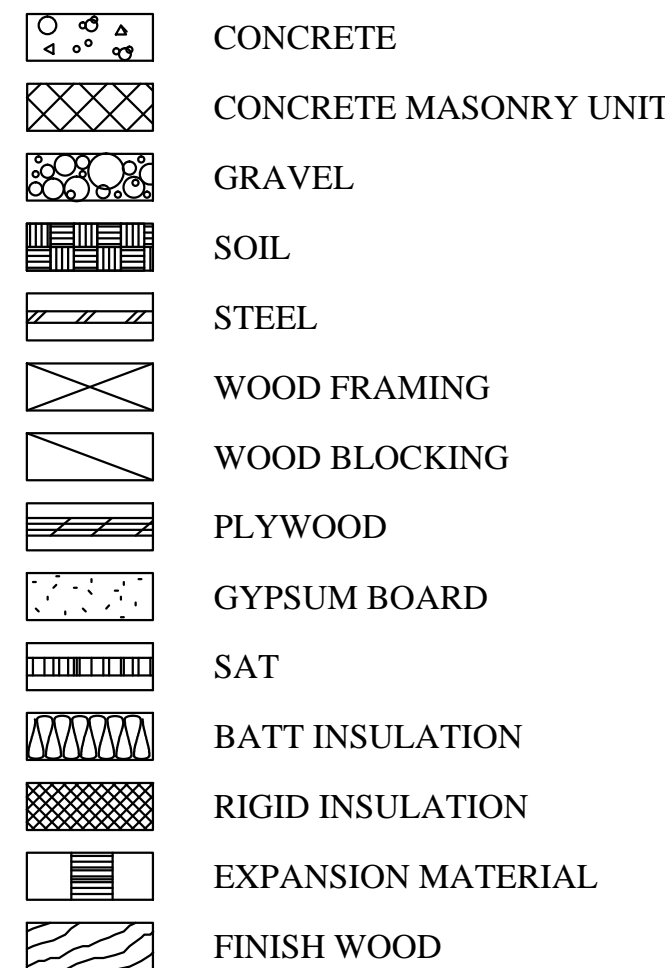 CONCRETE
CONCRETE MASONRY UNIT
GRAVEL
SOIL
STEEL
WOOD FRAMING
WOOD BLOCKING
PLYWOOD
GYPSUM BOARD
SAT
BATT INSULATION
RIGID INSULATION
EXPANSION MATERIAL
FINISH WOOD